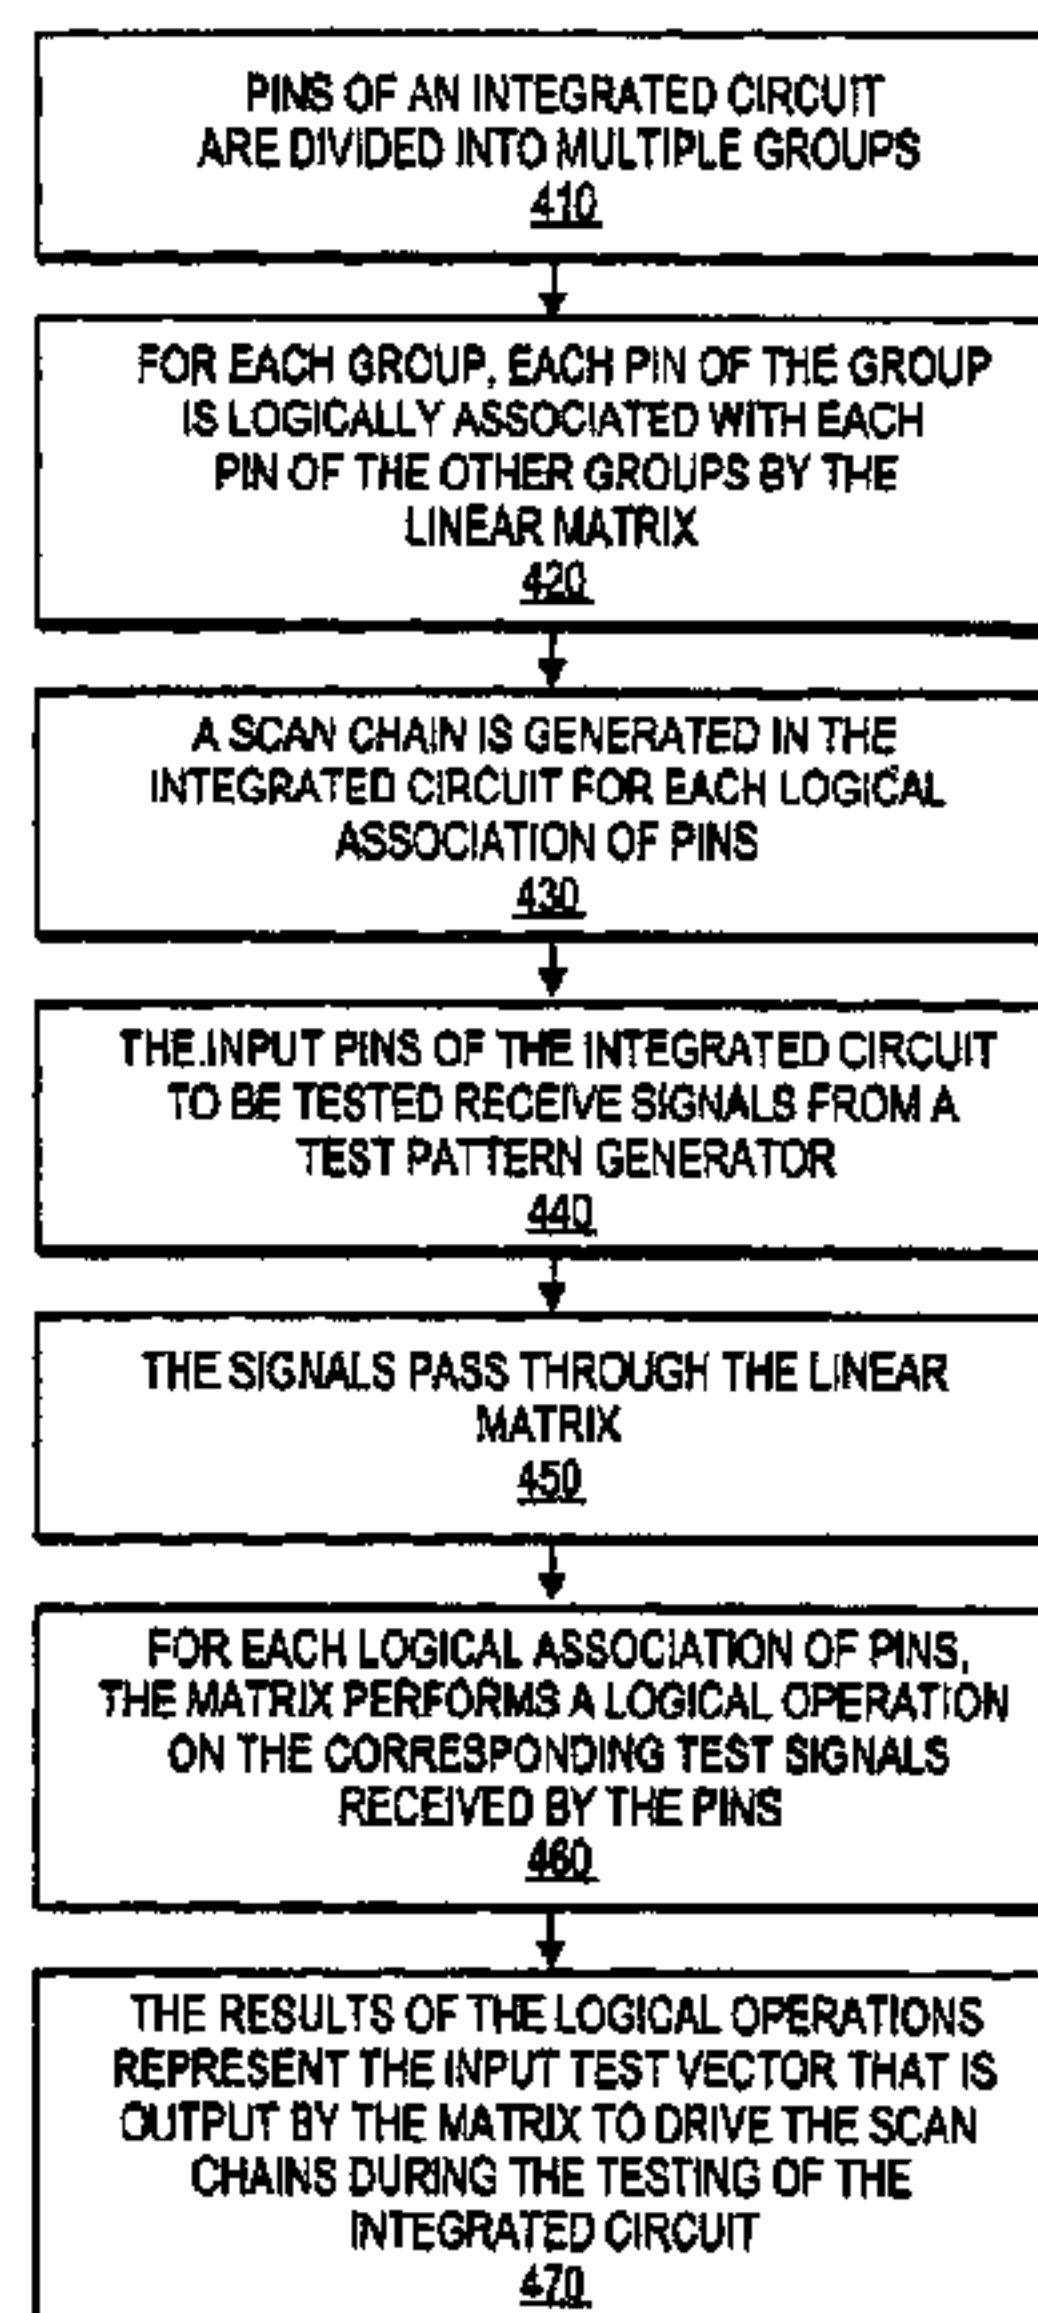 PINS OF AN INTEGRATED CIRCUIT
ARE DIVIDED INTO MULTIPLE GROUPS
410
FOR EACH GROUP, EACH PIN OF THE GROUP
IS LOGICALLY ASSOCIATED WITH EACH
PIN OF THE OTHER GROUPS BY THE
LINEAR MATRIX
420
A SCAN CHAIN IS GENERATED IN THE
INTEGRATED CIRCUIT FOR EACH LOGICAL
ASSOCIATION OF PINS
430
THE INPUT PINS OF THE INTEGRATED CIRCUIT
TO BE TESTED RECEIVE SIGNALS FROM A
TEST PATTERN GENERATOR
440
THE SIGNALS PASS THROUGH THE LINEAR
MATRIX
450
FOR EACH LOGICAL ASSOCIATION OF PINS,
THE MATRIX PERFORMS A LOGICAL OPERATION
ON THE CORRESPONDING TEST SIGNALS
RECEIVED BY THE PINS
460
THE RESULTS OF THE LOGICAL OPERATIONS
REPRESENT THE INPUT TEST VECTOR THAT IS
OUTPUT BY THE MATRIX TO DRIVE THE SCAN
CHAINS DURING THE TESTING OF THE
INTEGRATED CIRCUIT
470